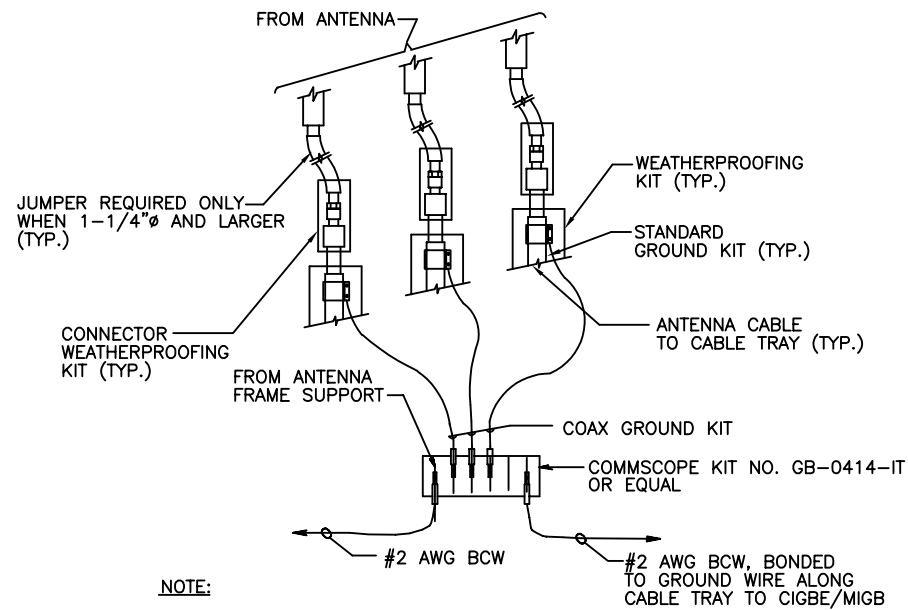 FROM ANTENNA
JUMPER REQUIRED ONLY
WHEN 1-1/4"ø AND LARGER
(TYP.)
WEATHERPROOFING
KIT (TYP.)
STANDARD
GROUND KIT (TYP.)
CONNECTOR
WEATHERPROOFING
KIT (TYP.)
ANTENNA CABLE
TO CABLE TRAY (TYP.)
FROM ANTENNA
FRAME SUPPORT
COAX GROUND KIT
COMMSCOPE KIT NO. GB-0414-IT
OR EQUAL
#2 AWG BCW
#2 AWG BCW, BONDED
TO GROUND WIRE ALONG
CABLE TRAY TO CIGBE/MIGB
NOTE: